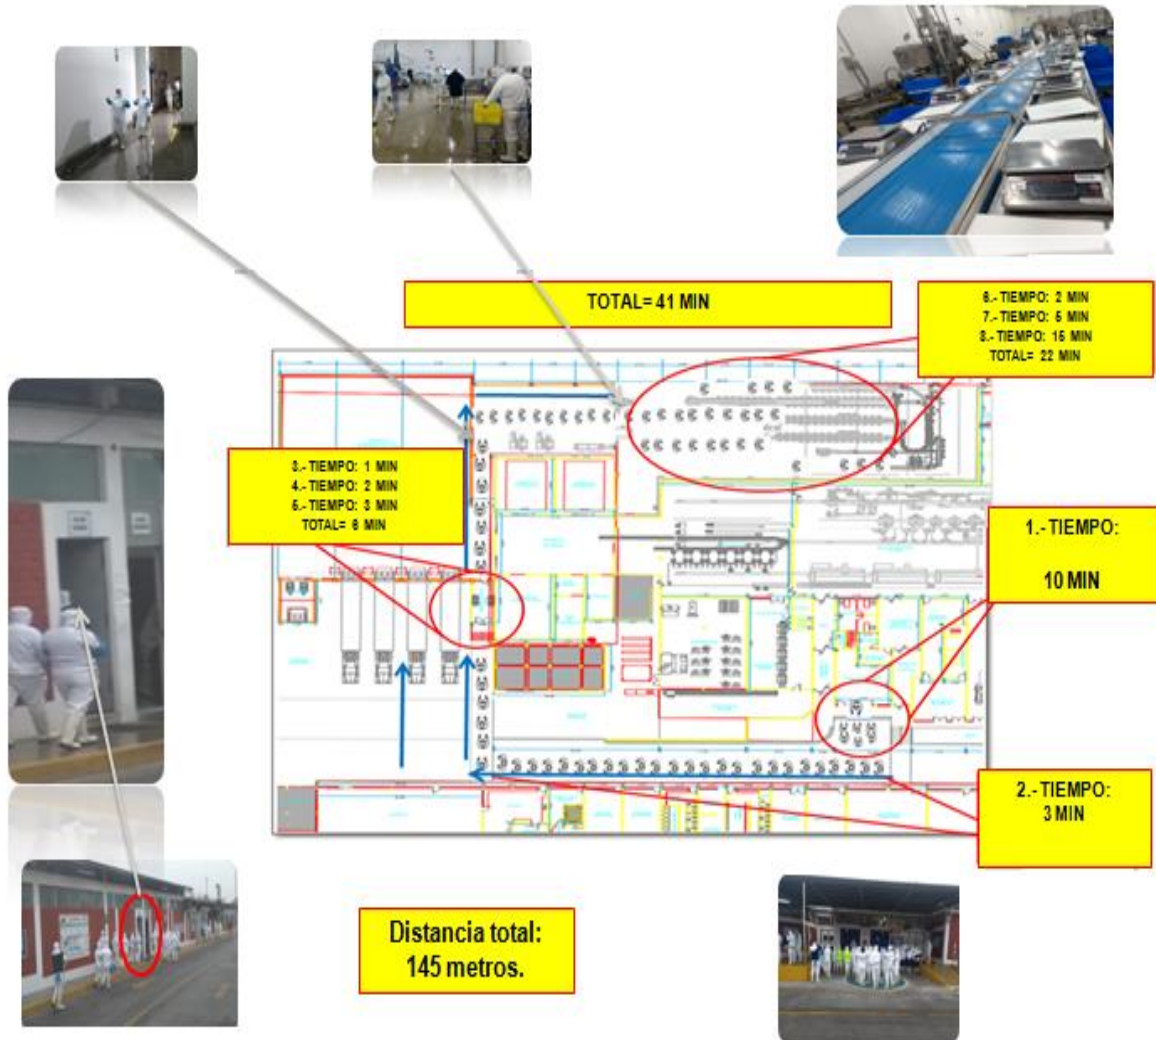 TOTAL= 41 MIN
6.- TIEMPO: 2 MIN
7.- TIEMPO: 5 MIN
8.- TIEMPO: 15 MIN
TOTAL= 22 MIN
3.- TIEMPO: 1 MIN
4.- TIEMPO: 2 MIN
5.- TIEMPO: 3 MIN
TOTAL= 6 MIN
1.- TIEMPO:
10 MIN
2.- TIEMPO:
3 MIN
Distancia total:
145 metros.